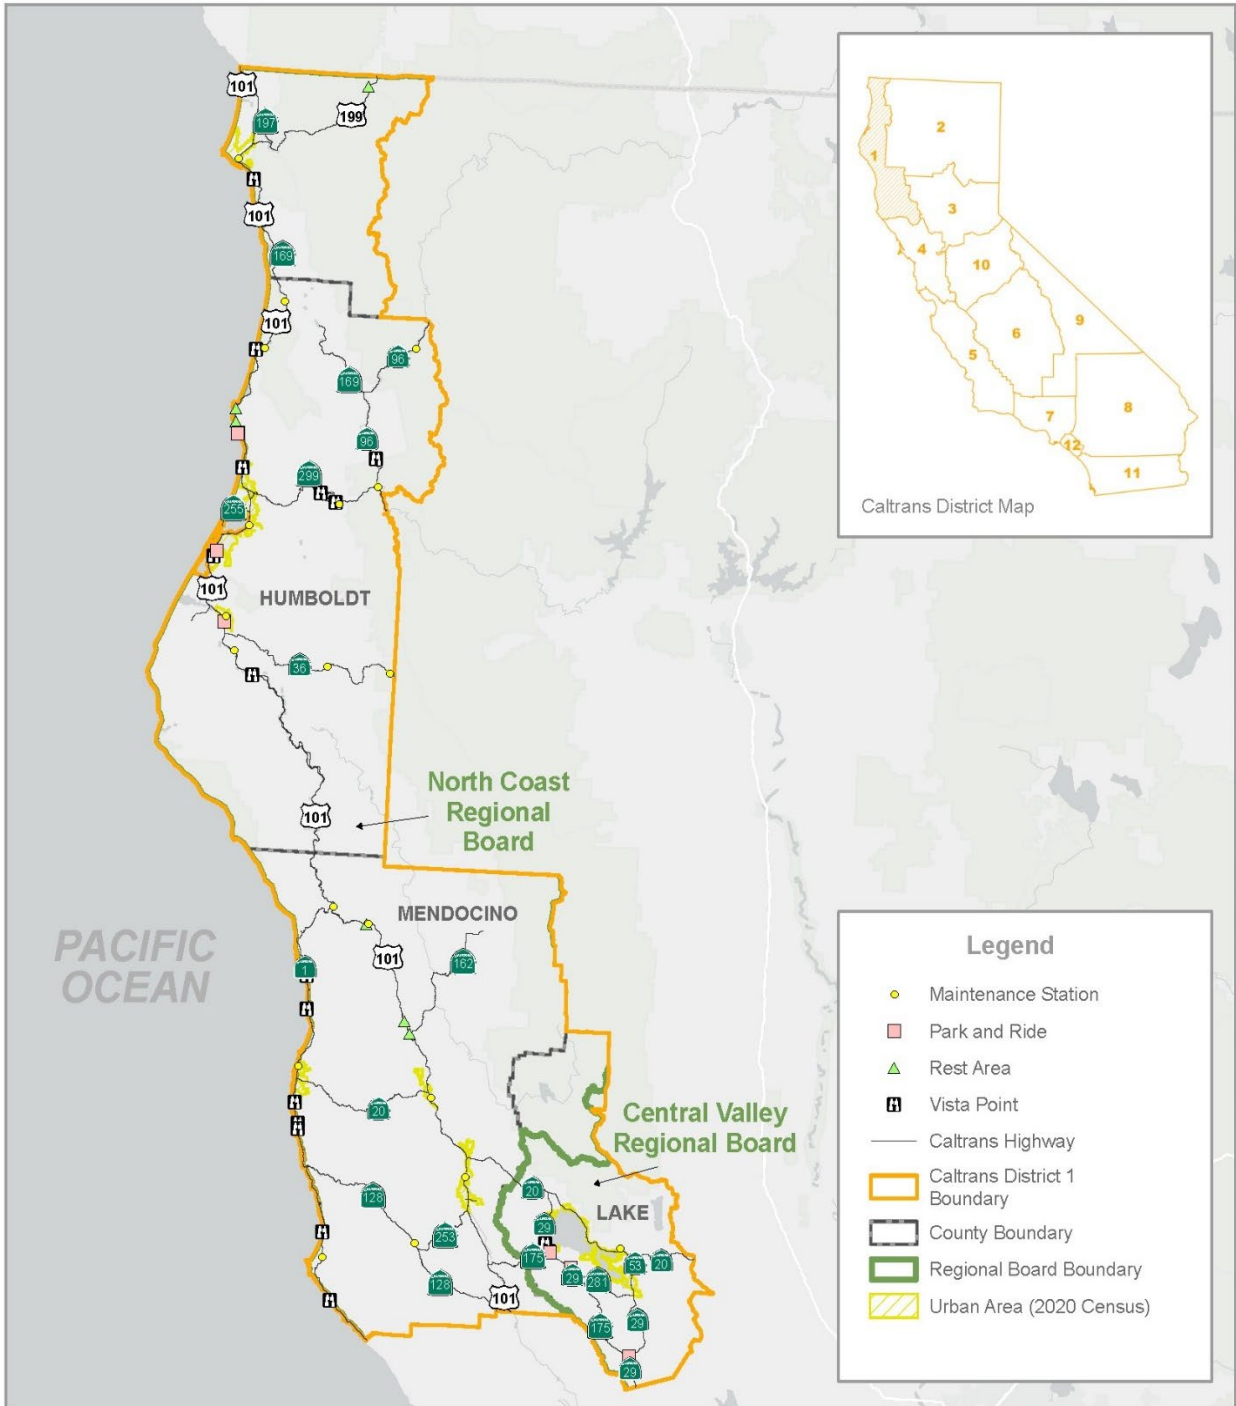 101
199
197
101
169
101
96
169
96
299
255
101
HUMBOLDT
36
North Coast
Regional
Board
101
MENDOCINO
PACIFIC
OCEAN
1
101
162
20
Central Valley
Regional Board
20
LAKE
128
29
253
175
53
20
29
281
128
101
175
29
29
2
1
3
4
10
9
6
5
8
7
12
11
Caltrans District Map
Legend
Maintenance Station
Park and Ride
Rest Area
Vista Point
Caltrans Highway
Caltrans District 1
Boundary
County Boundary
Regional Board Boundary
Urban Area (2020 Census)